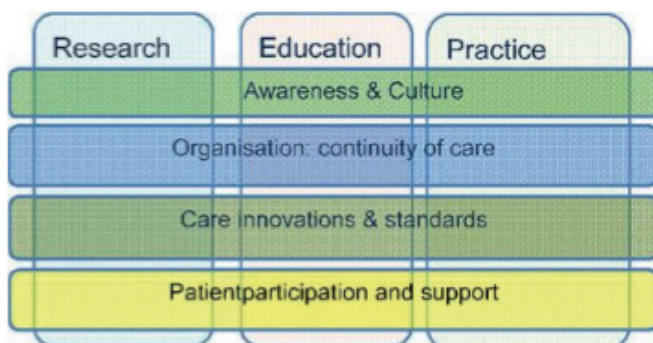 Research Education Practice
Awareness & Culture
Organisation: continuity of care
Care innovations & standards
Patientparticipation and support